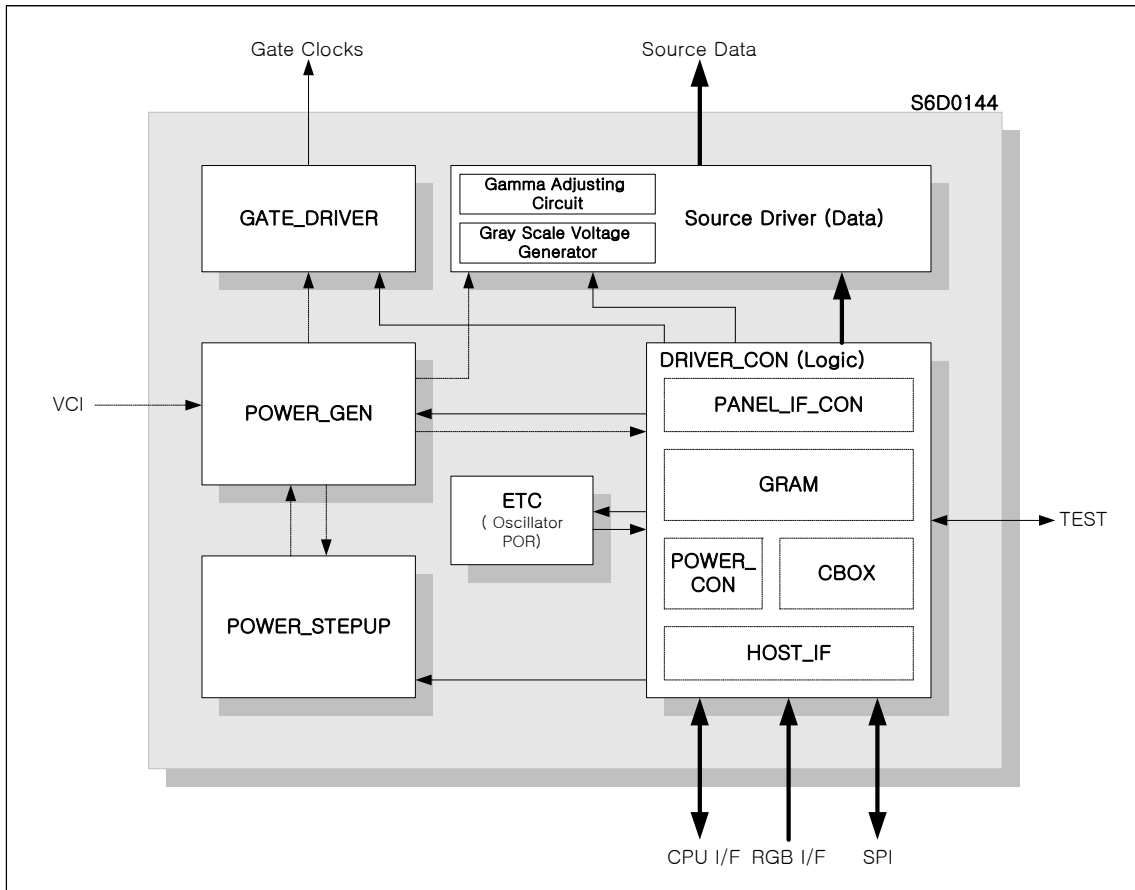 Gate Clocks
Source Data
S6D0144
GATE_DRIVER
Gamma Adjusting
Circuit
Gray Scale Voltage
Generator
Source Driver (Data)
VCI
POWER_GEN
DRIVER_CON (Logic)
PANEL_IF_CON
GRAM
ETC
( Oscillator
POR)
TEST
POWER_
CON
CBOX
POWER_STEPUP
HOST_IF
CPU I/F
RGB I/F
SPI